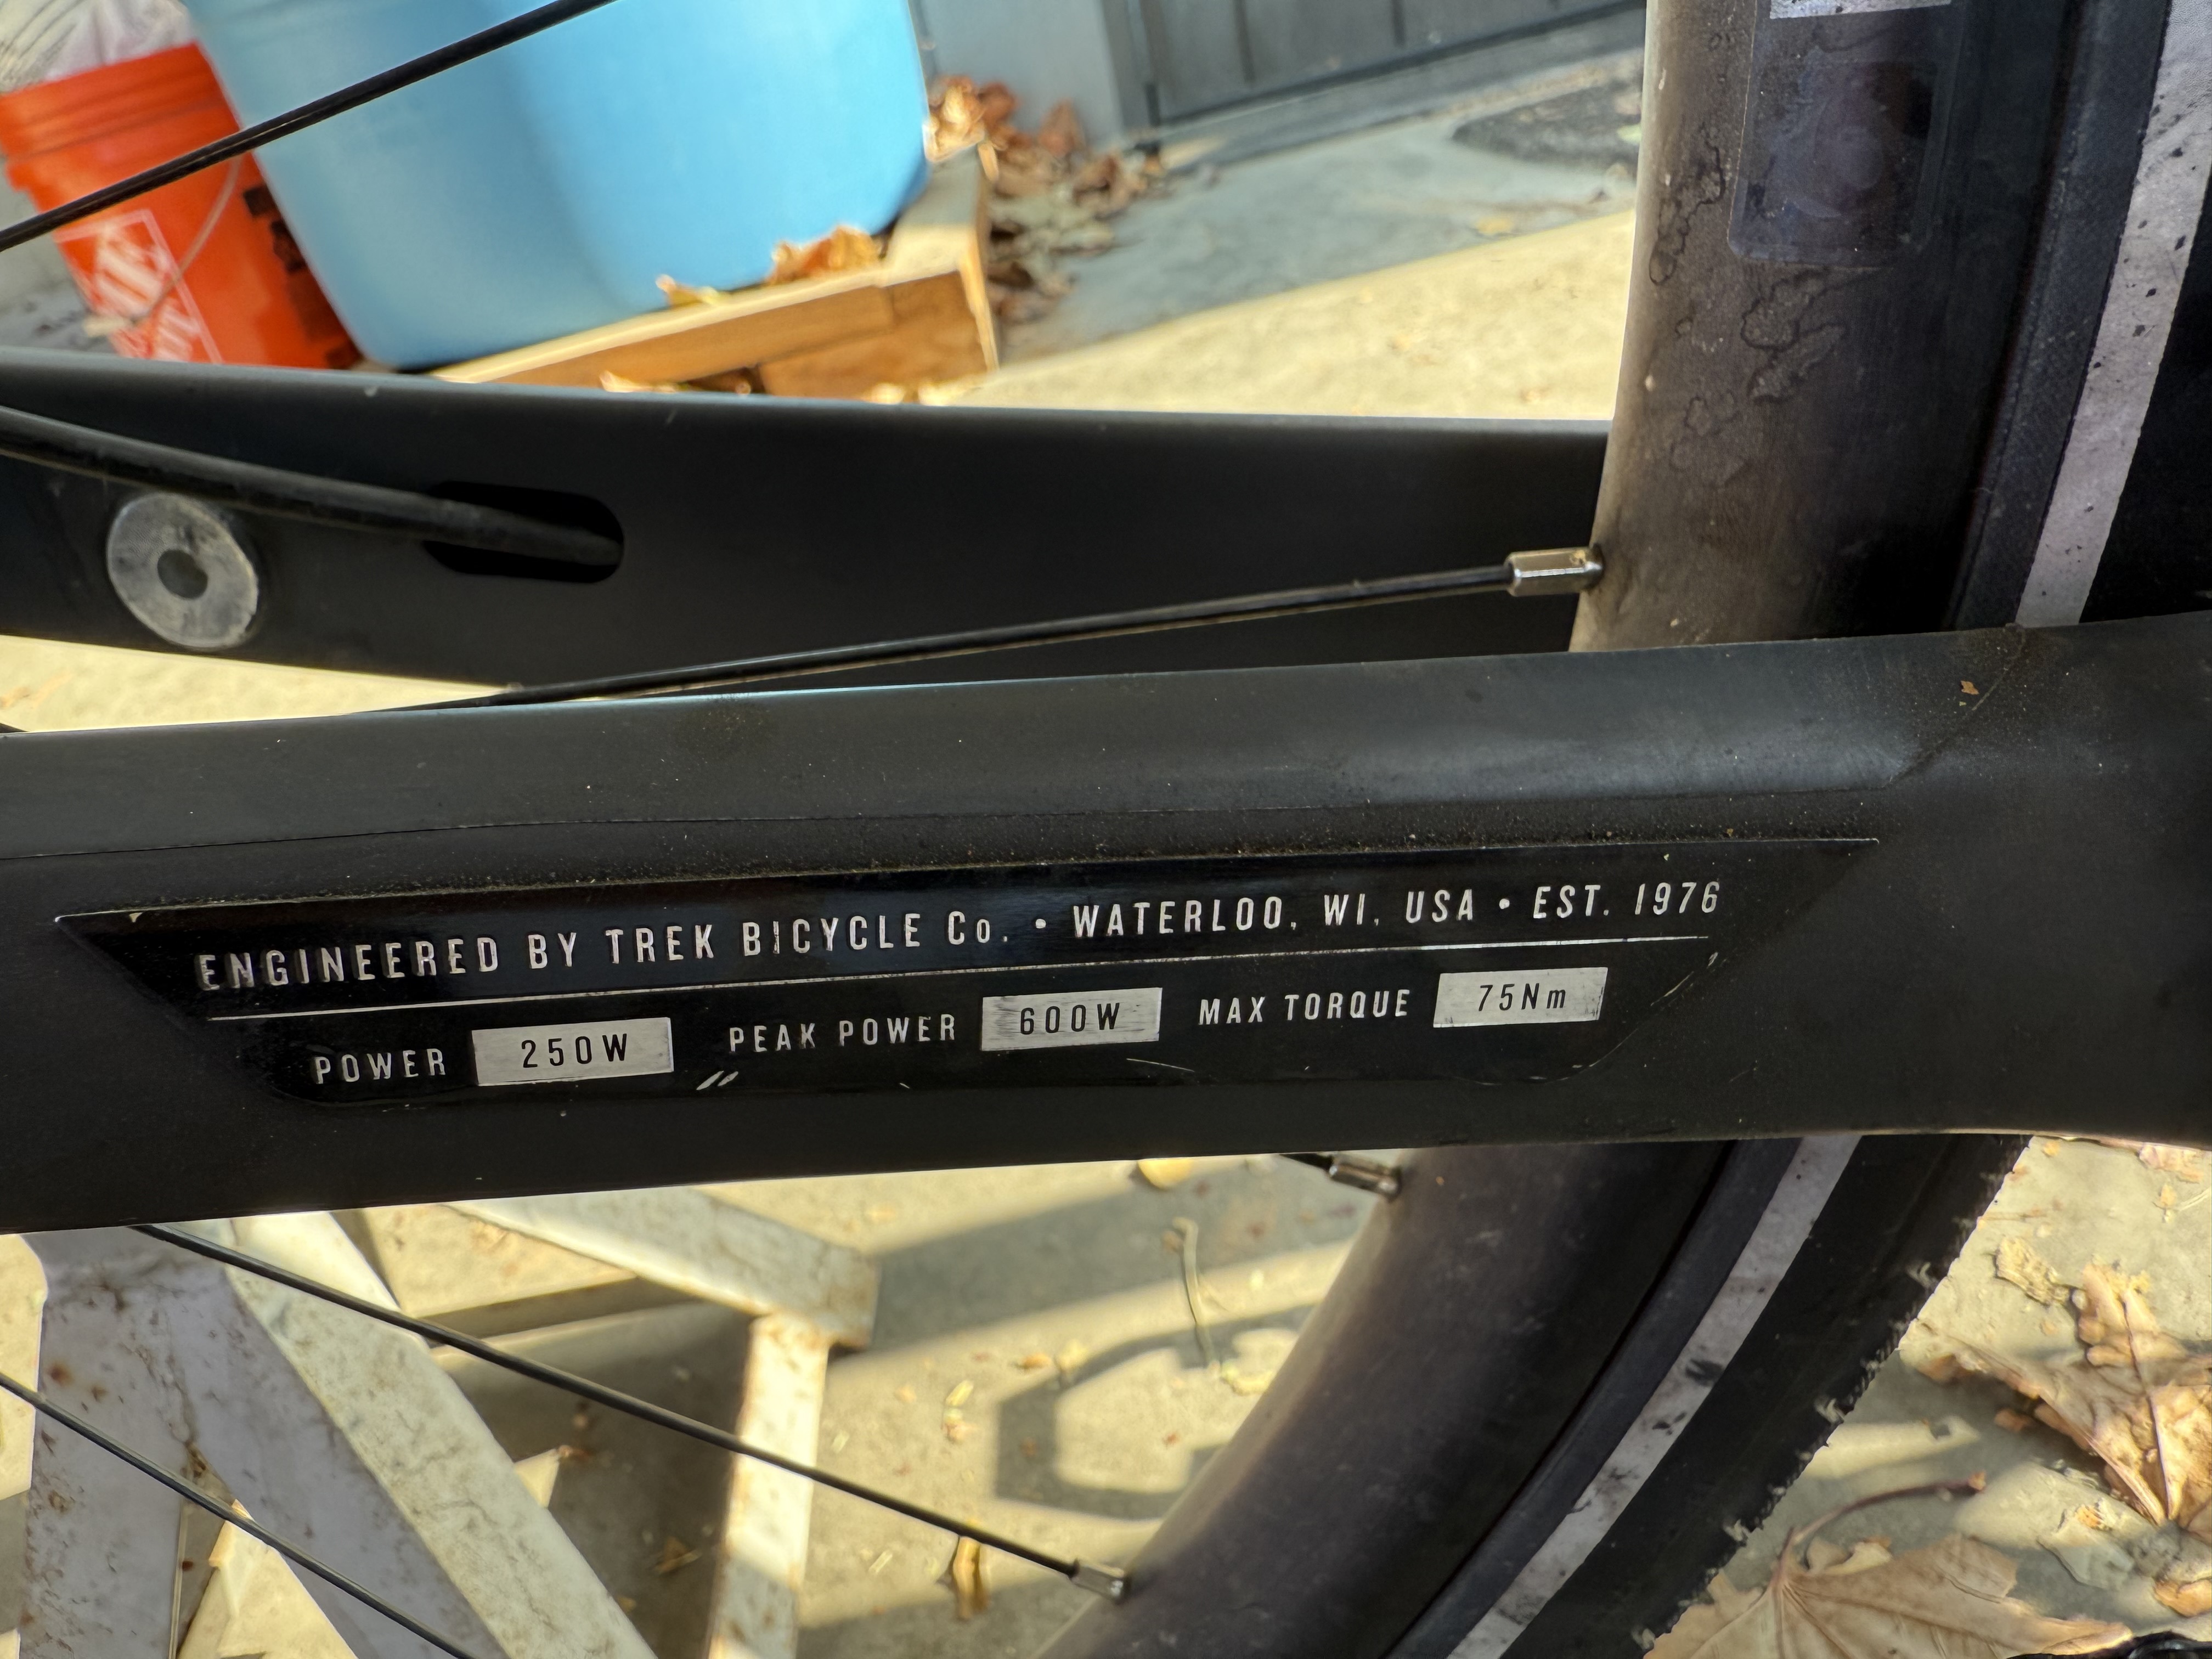 ENGINEERED BY TREK BICYCLE Co. • WATERLOO, WI, USA • EST. 1976
POWER 250W PEAK POWER 600W MAX TORQUE 75Nm